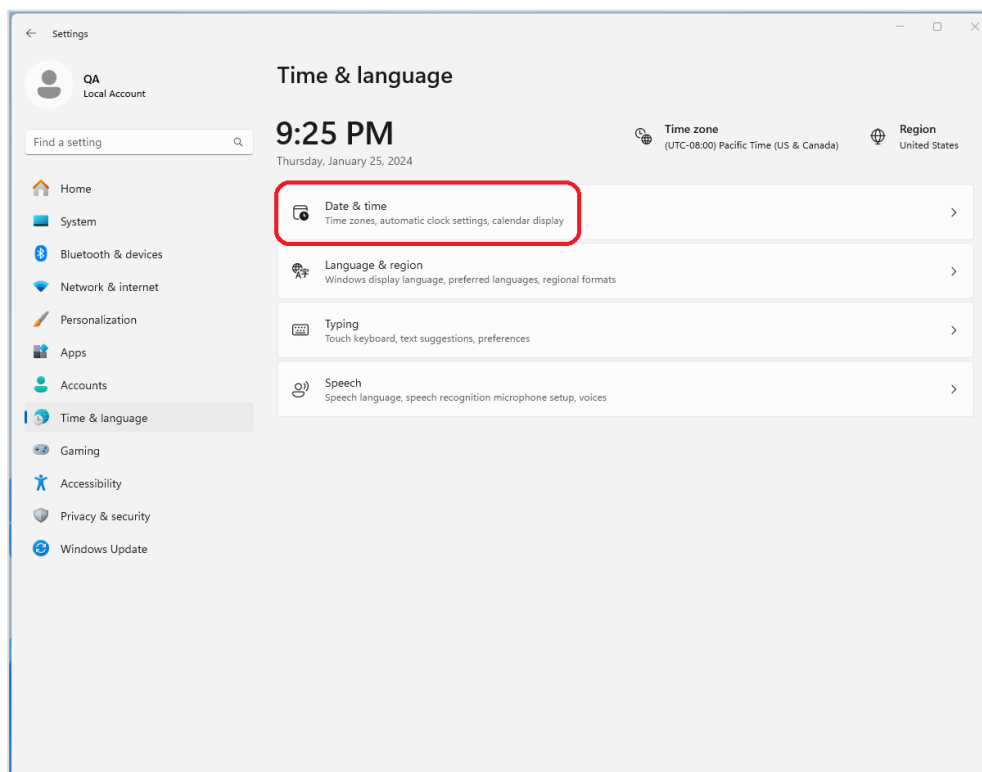 Settings
QA
Local Account
Find a setting
Home
System
Bluetooth & devices
Network & internet
Personalization
Apps
Accounts
Time & language
Gaming
Accessibility
Privacy & security
Windows Update
Time & language
9:25 PM
Thursday, January 25, 2024
Time zone
(UTC-08:00) Pacific Time (US & Canada)
Region
United States
Date & time
Time zones, automatic clock settings, calendar display
Language & region
Windows display language, preferred languages, regional formats
Typing
Touch keyboard, text suggestions, preferences
Speech
Speech language, speech recognition microphone setup, voices